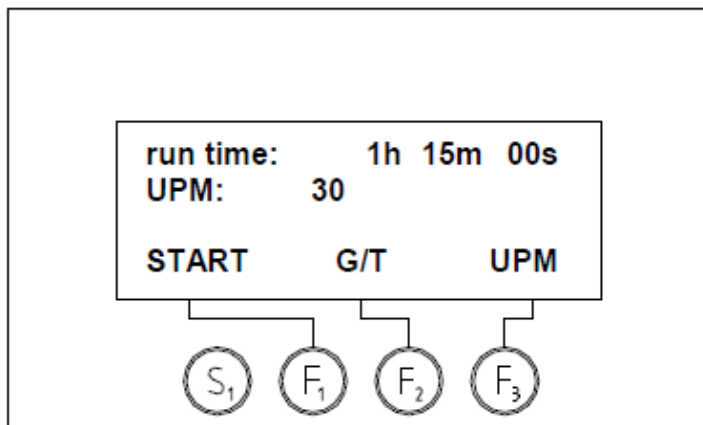 run time: 1h 15m 00s
UPM: 30
START G/T UPM
S₁ F₁ F₂ F₃